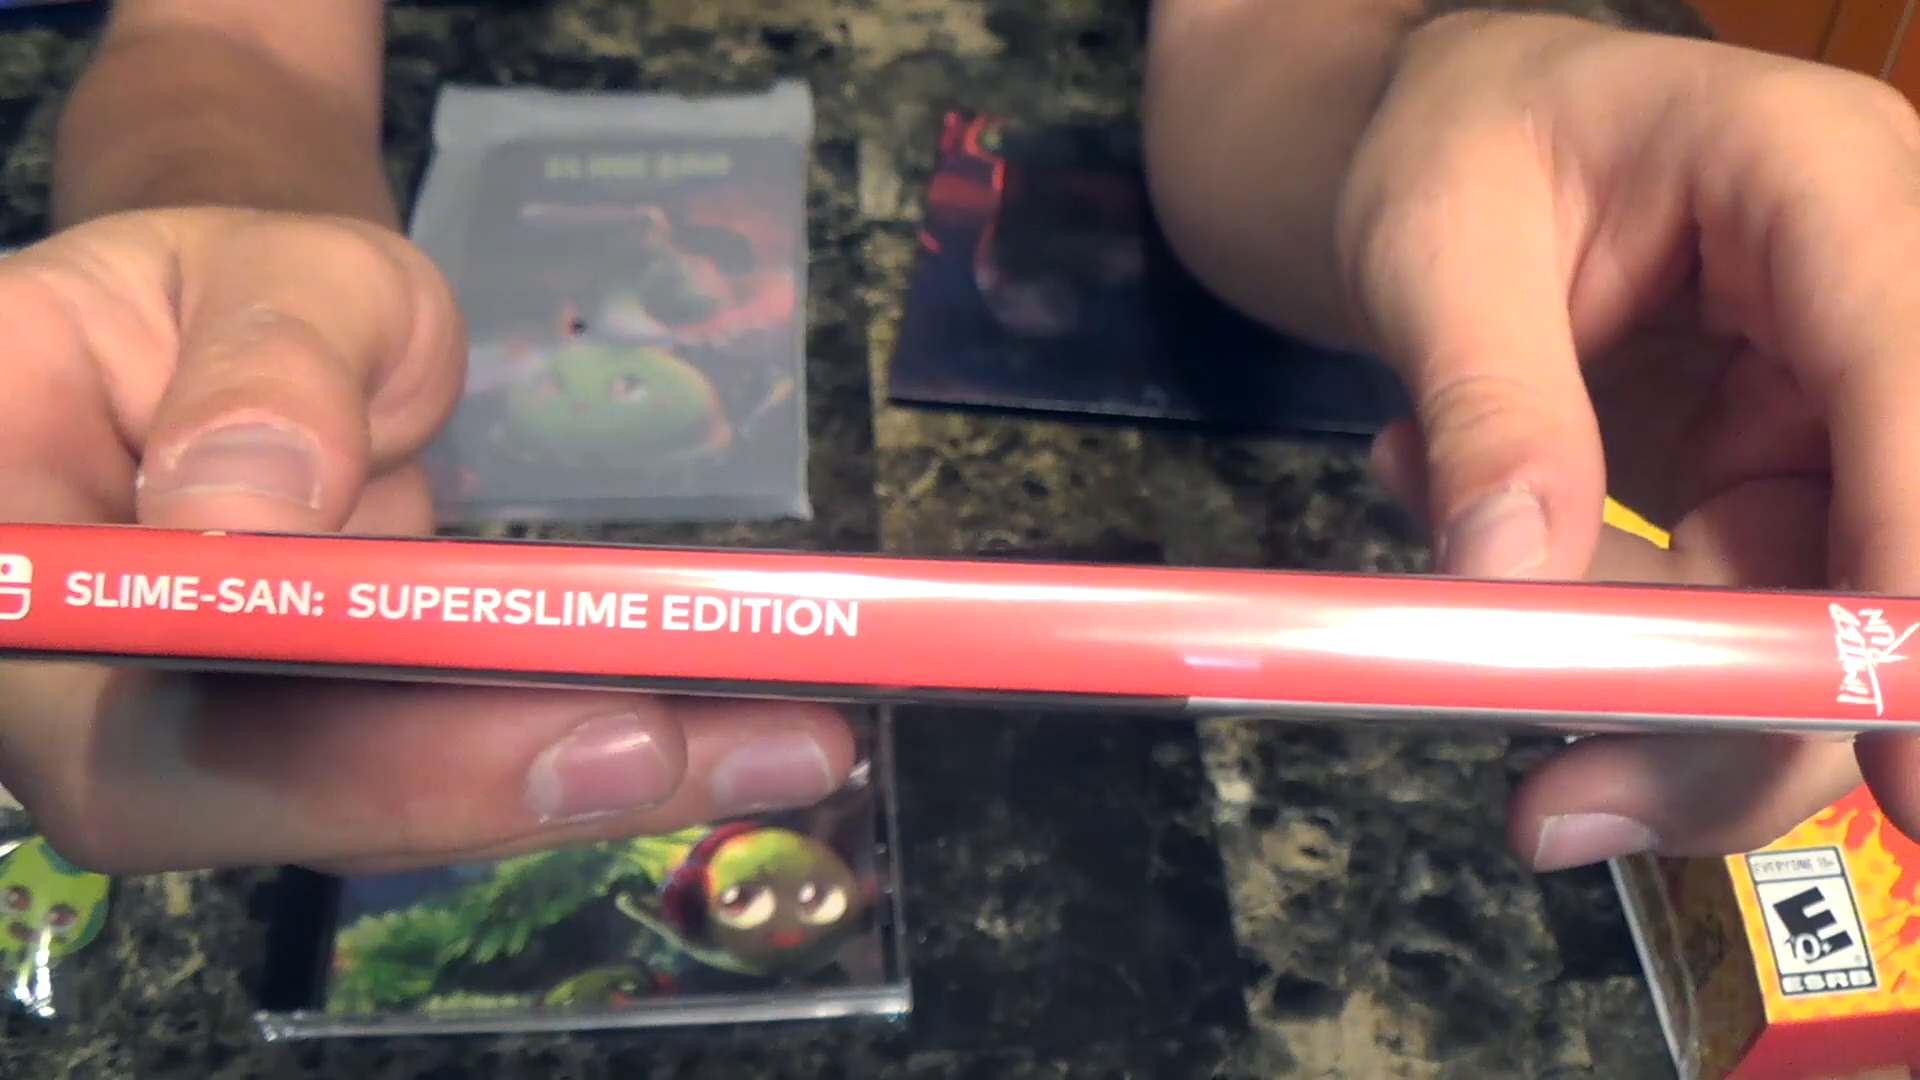 SLIME-SAN: SUPERSLIME EDITION
LIMITED RUN
EVERYONE 10+
E
10+
ESRB